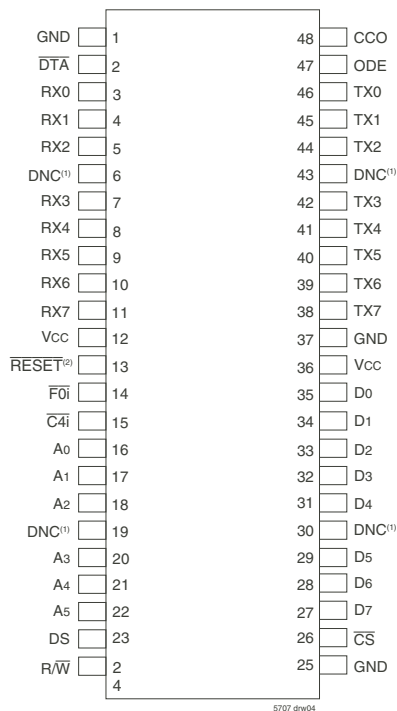 GND 1 48 CCO
D̅T̅A̅ 2 47 ODE
RX0 3 46 TX0
RX1 4 45 TX1
RX2 5 44 TX2
DNC(1) 6 43 DNC(1)
RX3 7 42 TX3
RX4 8 41 TX4
RX5 9 40 TX5
RX6 10 39 TX6
RX7 11 38 TX7
VCC 12 37 GND
R̅E̅S̅E̅T̅(2) 13 36 VCC
F̅0̅i̅ 14 35 D0
C̅4̅i̅ 15 34 D1
A0 16 33 D2
A1 17 32 D3
A2 18 31 D4
DNC(1) 19 30 DNC(1)
A3 20 29 D5
A4 21 28 D6
A5 22 27 D7
DS 23 26 C̅S̅
R/W̅ 2 25 GND
4
5707 drw04